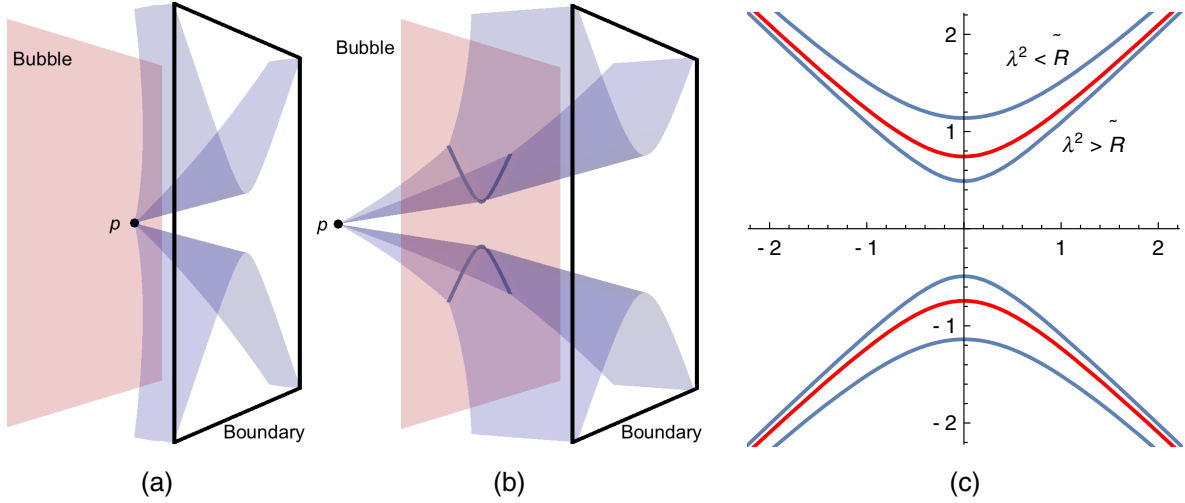 Bubble
p
Boundary
(a)
Bubble
p
Boundary
(b)
λ² < R̃
λ² > R̃
2
1
-1
-2
-2
-1
1
2
(c)